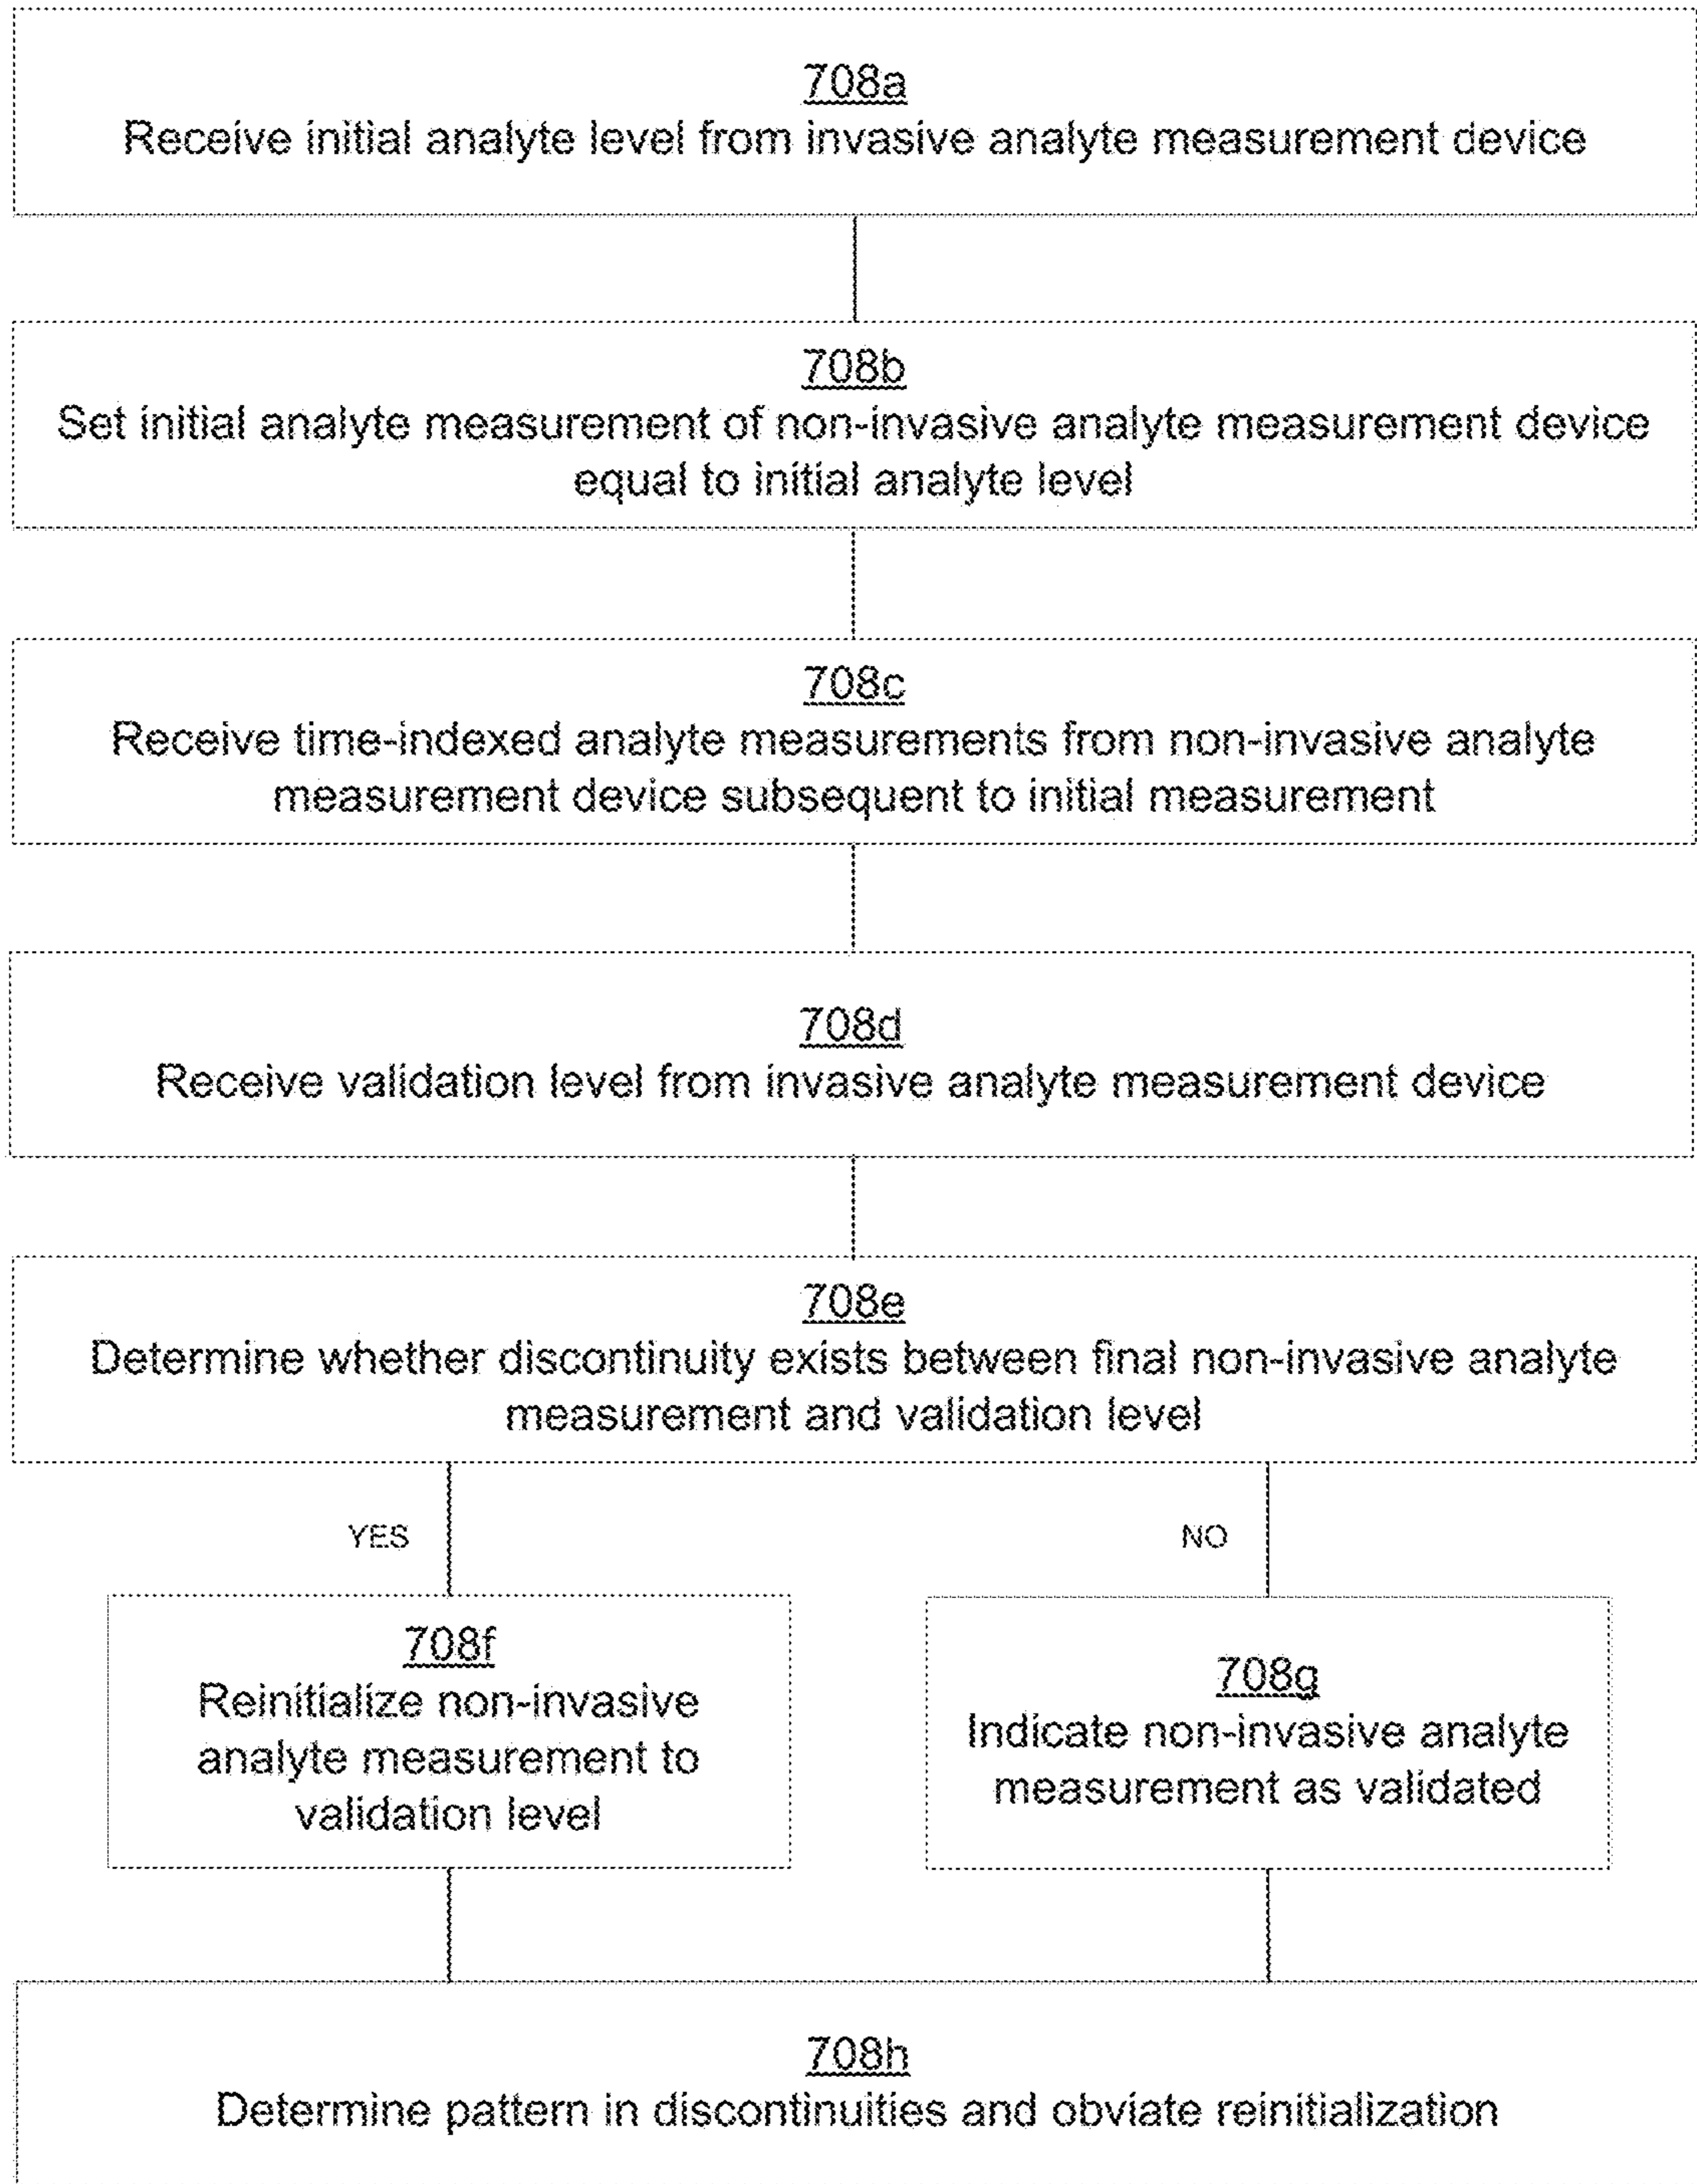 708a
Receive initial analyte level from invasive analyte measurement device
708b
Set initial analyte measurement of non-invasive analyte measurement device
equal to initial analyte level
708c
Receive time-indexed analyte measurements from non-invasive analyte
measurement device subsequent to initial measurement
708d
Receive validation level from invasive analyte measurement device
708e
Determine whether discontinuity exists between final non-invasive analyte
measurement and validation level
YES
NO
708f
Reinitialize non-invasive
analyte measurement to
validation level
708g
Indicate non-invasive analyte
measurement as validated
708h
Determine pattern in discontinuities and obviate reinitialization